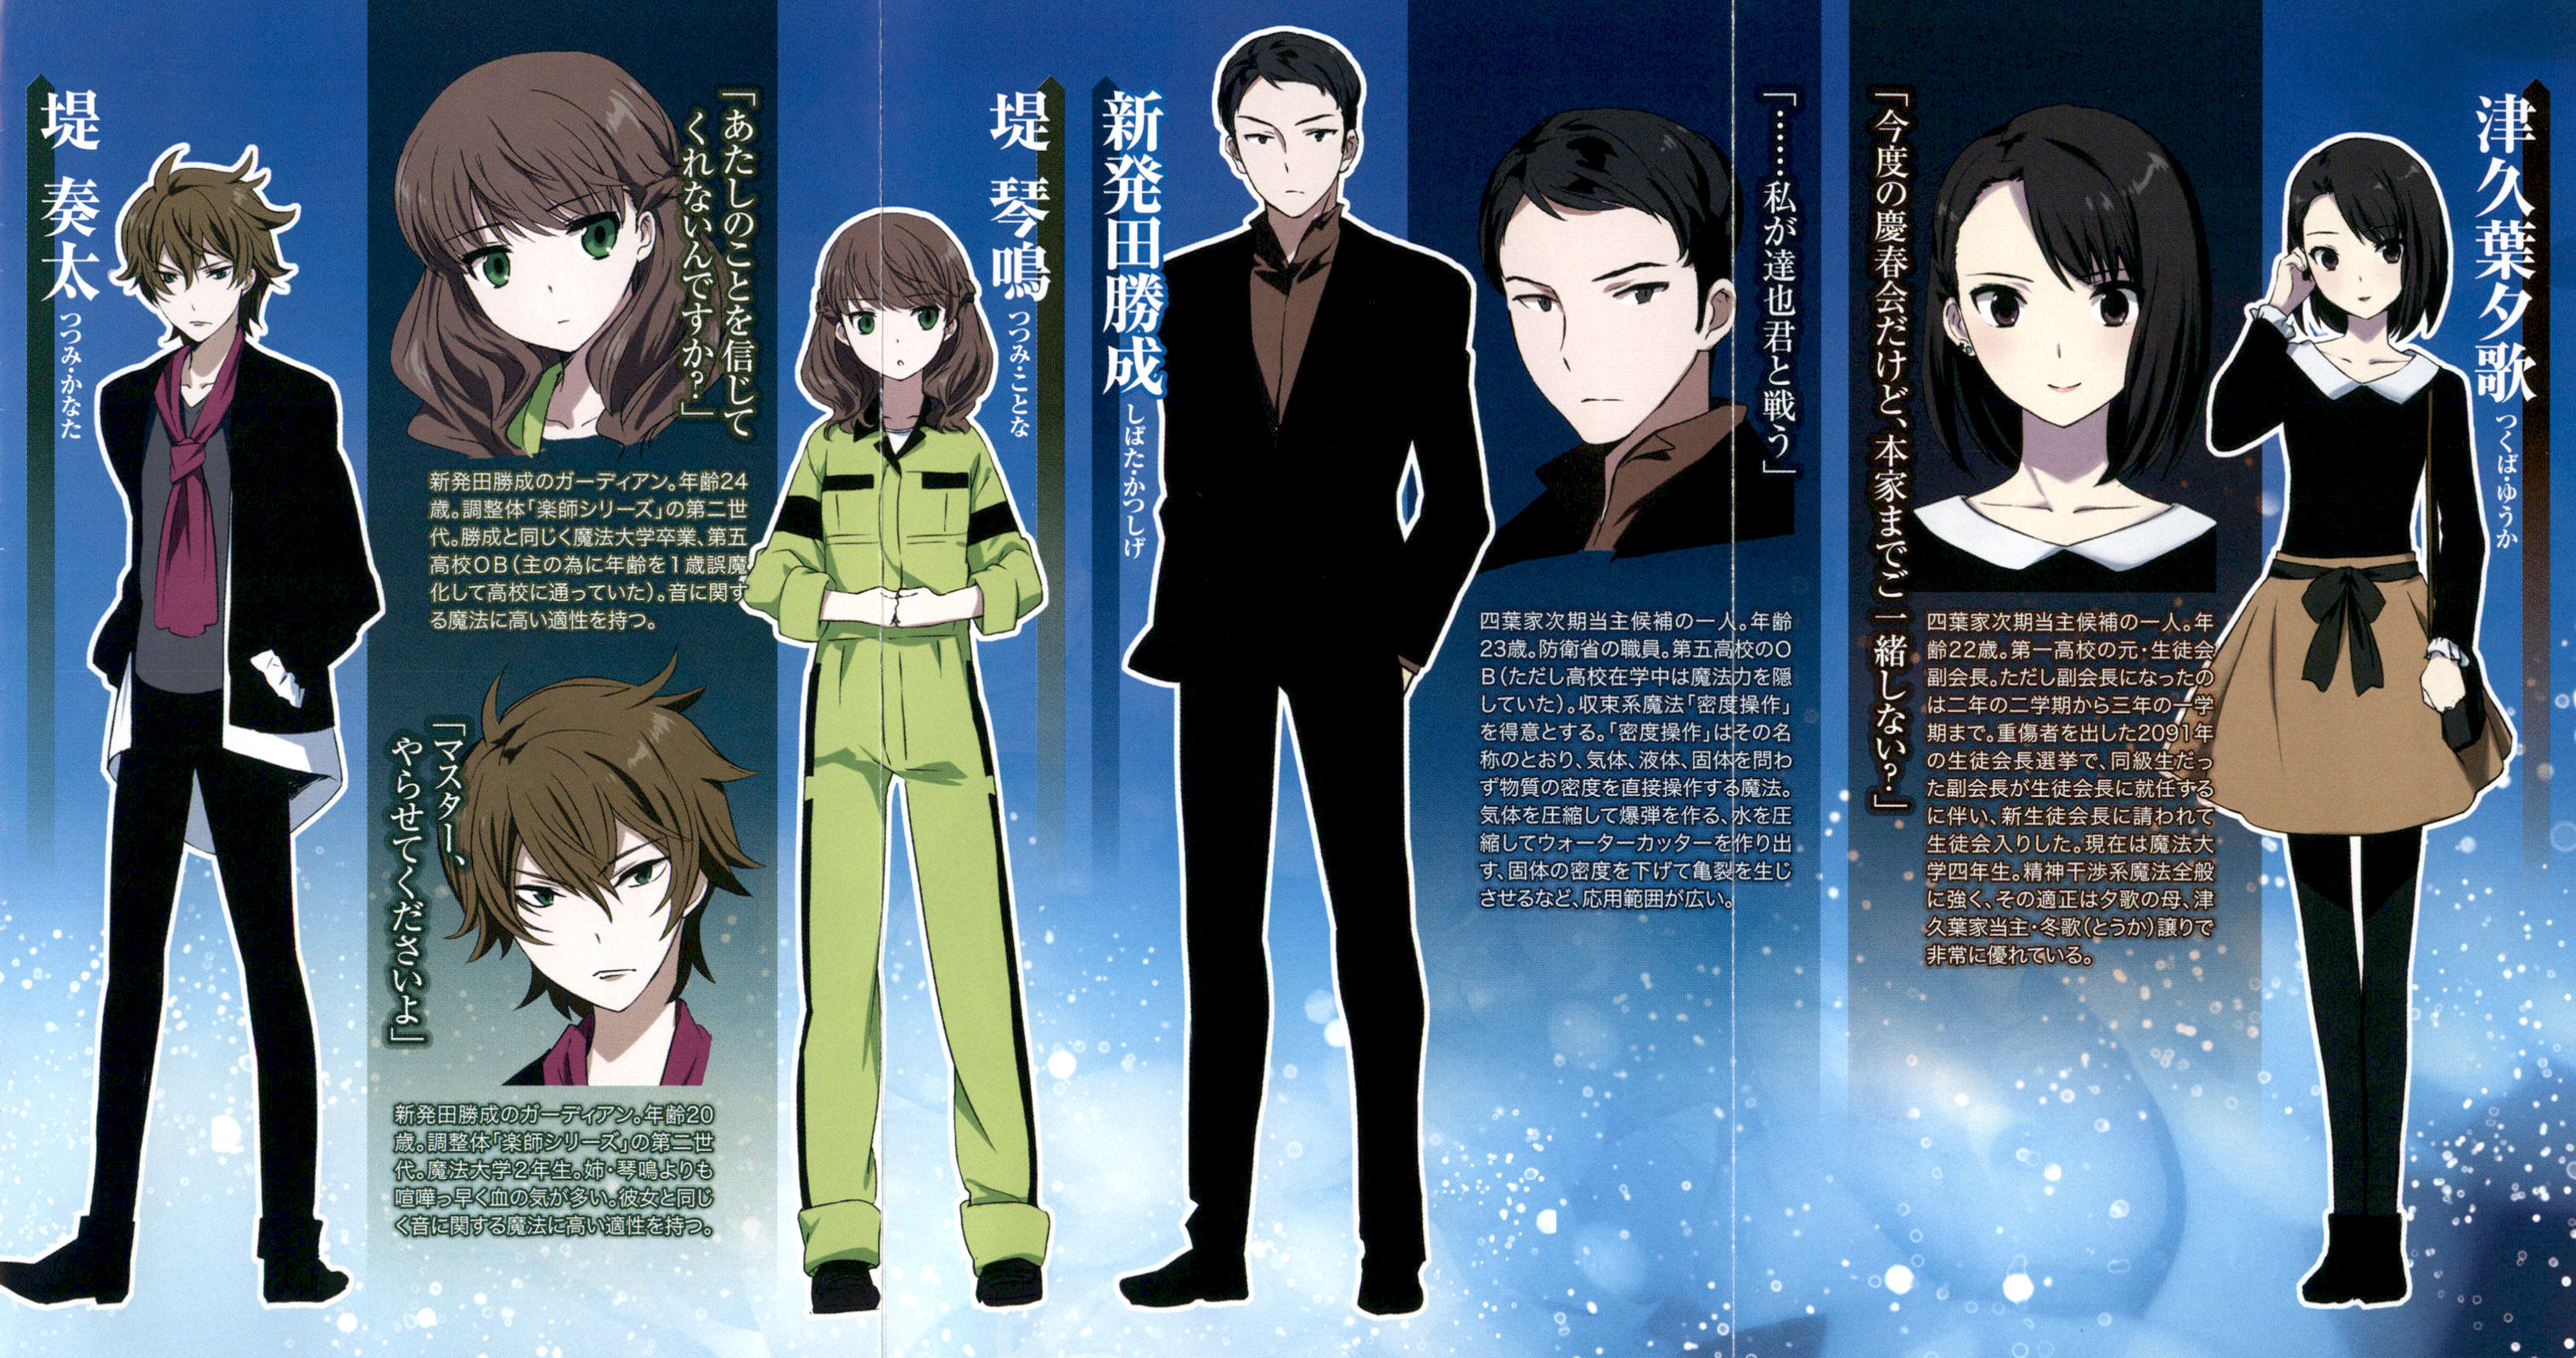 津久葉夕歌
つくば・ゆうか
「今度の慶春会だけど、本家までご一緒しない？」
四葉家次期当主候補の一人。年
齢22歳。第一高校の元・生徒会
副会長。ただし副会長になったの
は二年の二学期から三年の一学
期まで。重傷者を出した2091年
の生徒会長選挙で、同級生だっ
た副会長が生徒会長に就任する
に伴い、新生徒会長に請われて
生徒会入りした。現在は魔法大
学四年生。精神干渉系魔法全般
に強く、その適正は夕歌の母、津
久葉家当主・冬歌(とうか)譲りで
非常に優れている。
「……私が達也君と戦う」
四葉家次期当主候補の一人。年齢
23歳。防衛省の職員。第五高校のO
B(ただし高校在学中は魔法力を隠
していた)。収束系魔法「密度操作」
を得意とする。「密度操作」はその名
称のとおり、気体、液体、固体を問わ
ず物質の密度を直接操作する魔法。
気体を圧縮して爆弾を作る、水を圧
縮してウォーターカッターを作り出
す、固体の密度を下げて亀裂を生じ
させるなど、応用範囲が広い。
新発田勝成
しばた・かつしげ
堤 琴鳴
つつみ・ことな
「あたしのことを信じて
くれないんですか？」
新発田勝成のガーディアン。年齢24
歳。調整体「楽師シリーズ」の第二世
代。勝成と同じく魔法大学卒業、第五
高校OB(主の為に年齢を1歳誤魔
化して高校に通っていた)。音に関す
る魔法に高い適性を持つ。
「マスター、
やらせてくださいよ」
新発田勝成のガーディアン。年齢20
歳。調整体「楽師シリーズ」の第二世
代。魔法大学2年生。姉・琴鳴よりも
喧嘩っ早く血の気が多い。彼女と同じ
く音に関する魔法に高い適性を持つ。
堤 奏太
つつみ・かなた